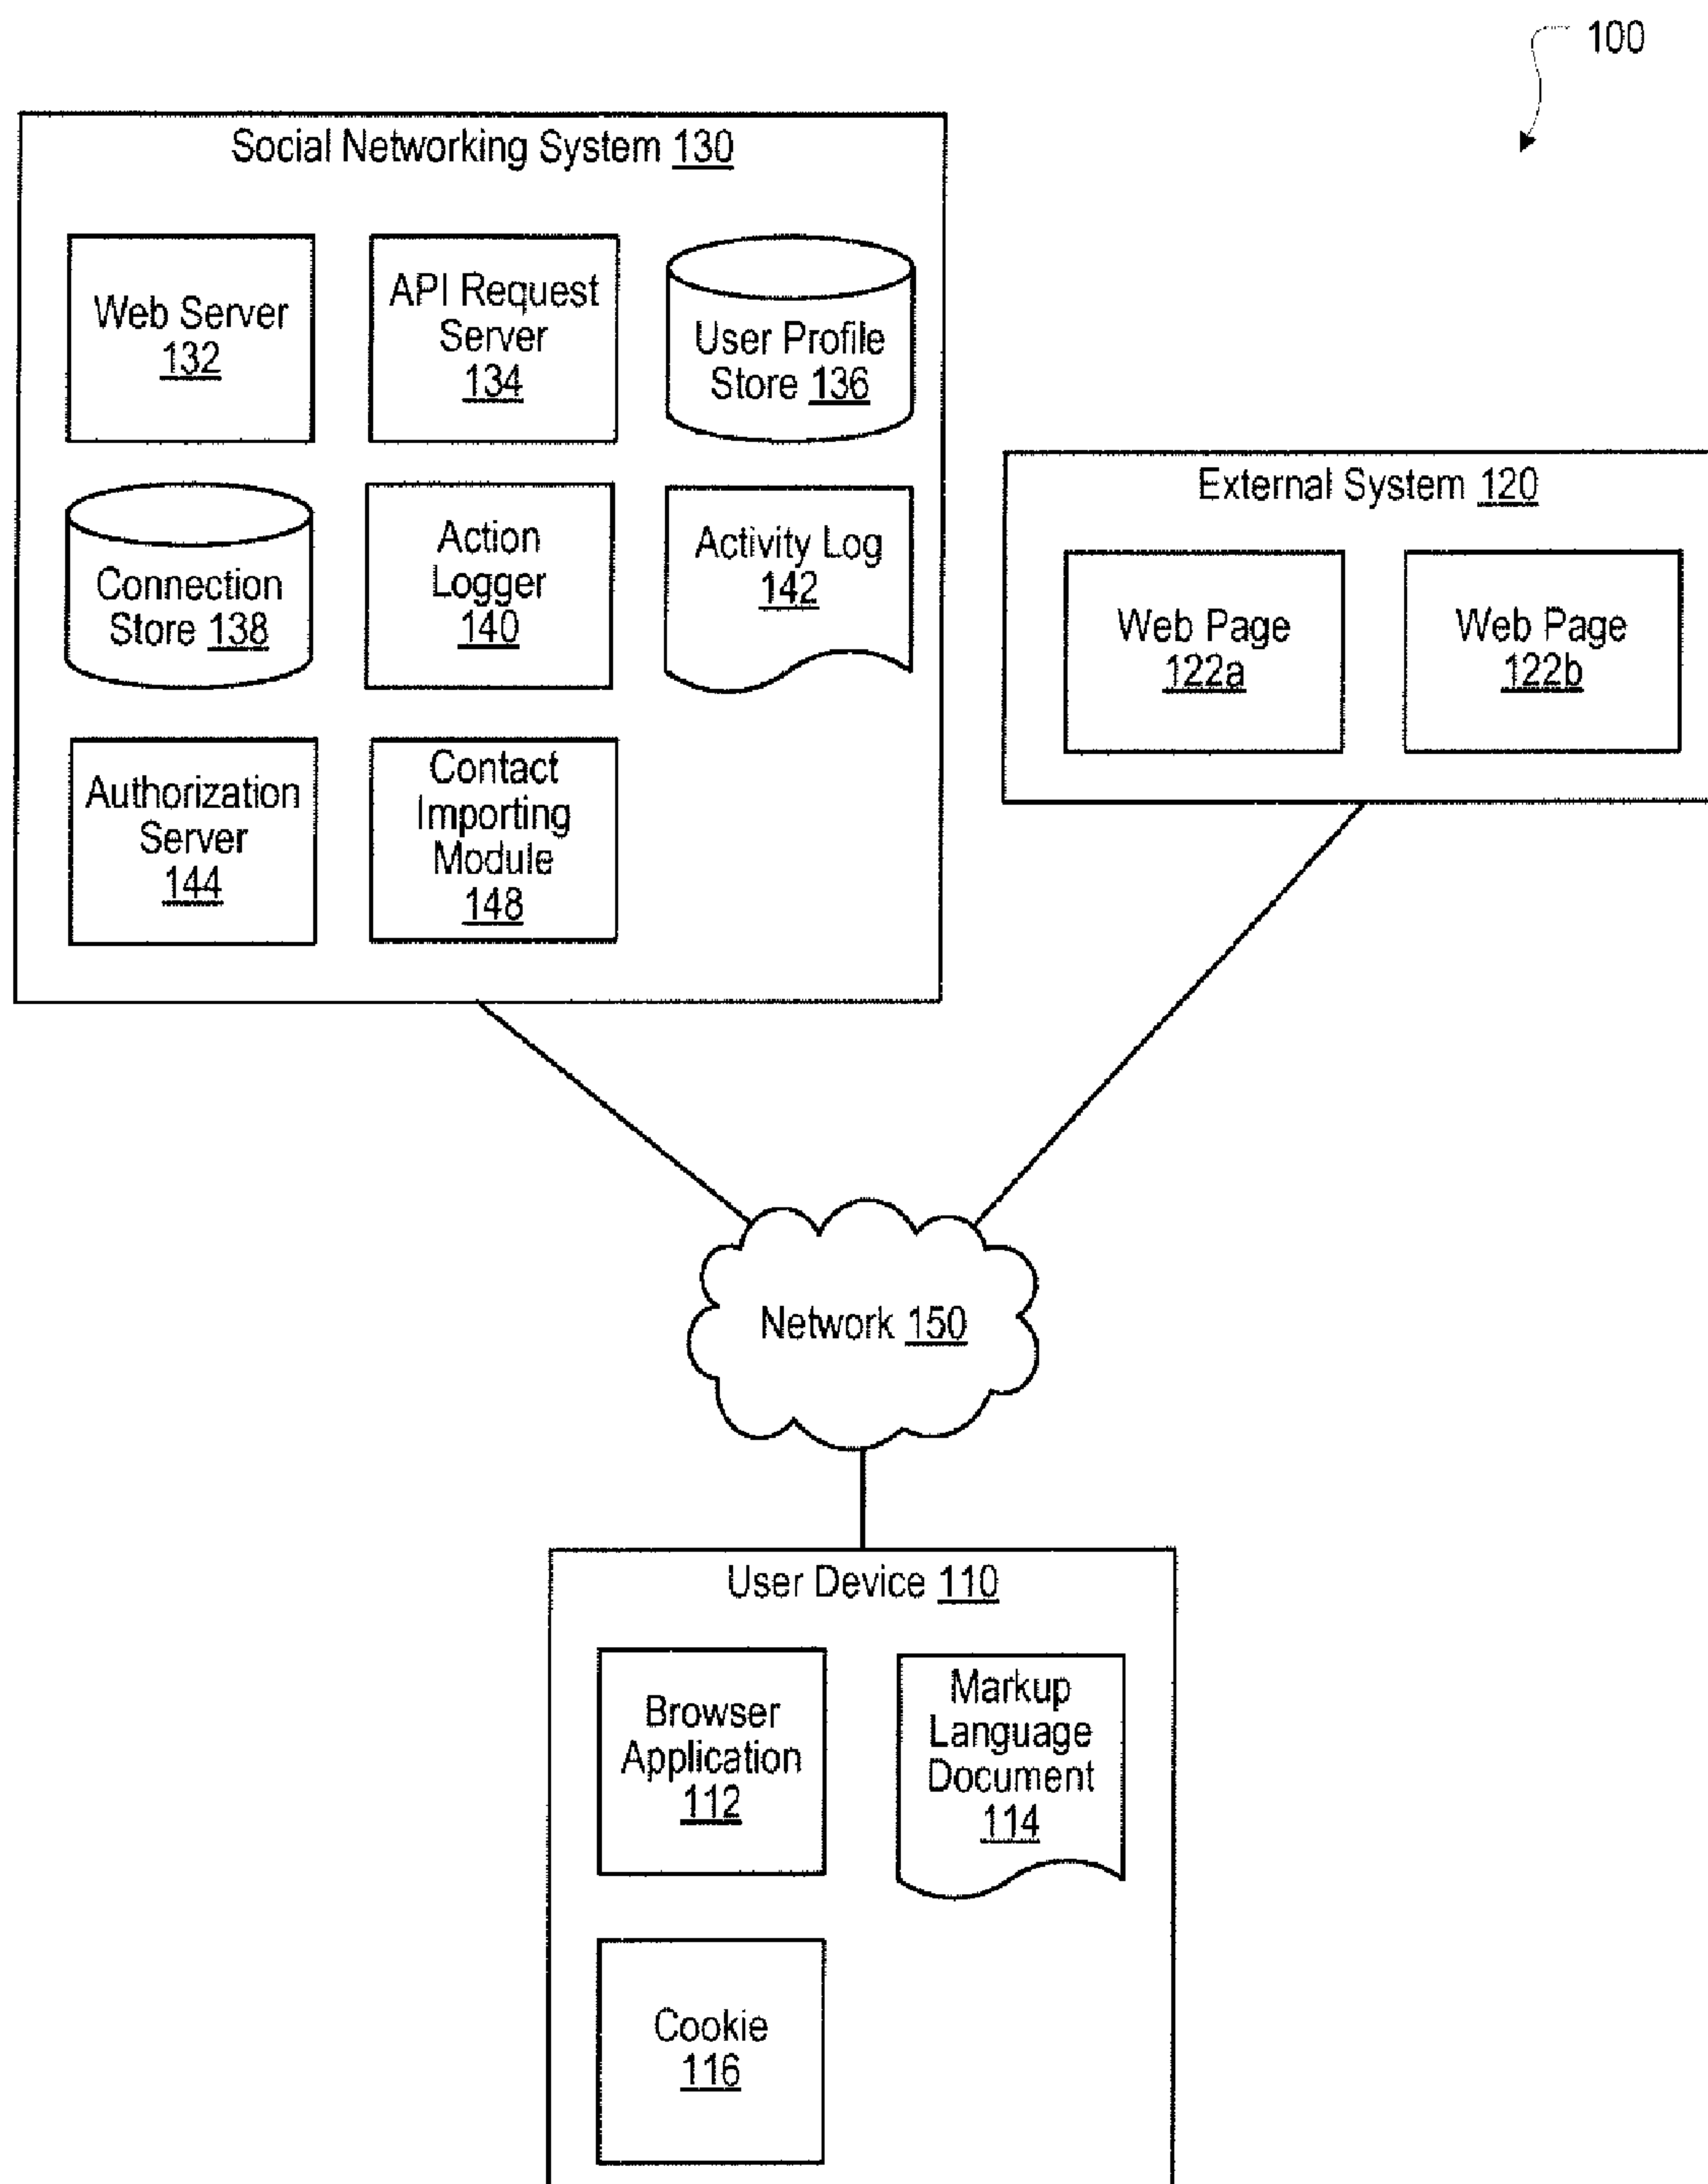 100
Social Networking System 130
Web Server
132
API Request
Server
134
User Profile
Store 136
Connection
Store 138
Action
Logger
140
Activity Log
142
Authorization
Server
144
Contact
Importing
Module
148
External System 120
Web Page
122a
Web Page
122b
Network 150
User Device 110
Browser
Application
112
Markup
Language
Document
114
Cookie
116